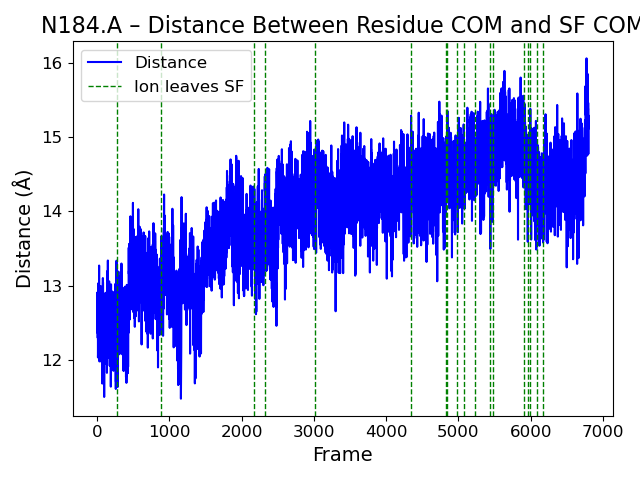 N184.A – Distance Between Residue COM and SF COM
Distance
Ion leaves SF
Distance (Å)
16
15
14
13
12
0 1000 2000 3000 4000 5000 6000 7000
Frame